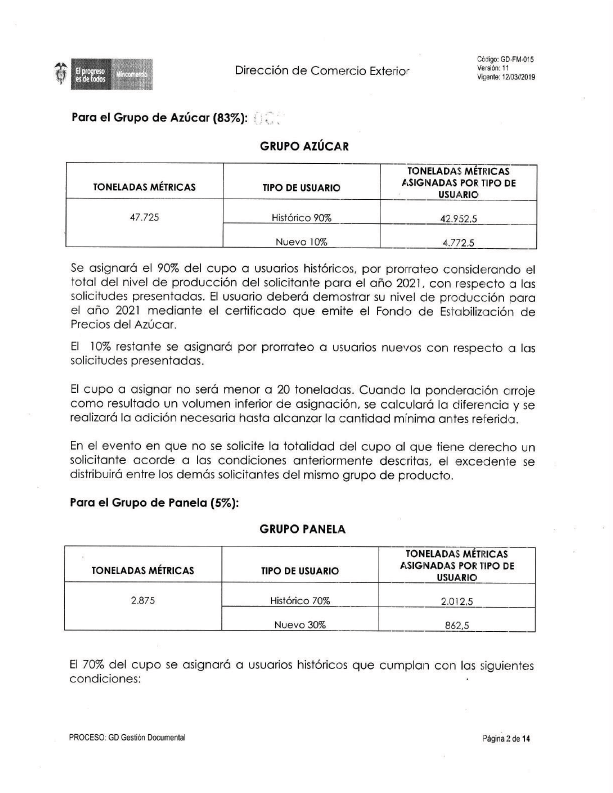 El progreso
es de todos
Mincomercio
Dirección de Comercio Exterior
Código: GD-FM-015
Versión: 11
Vigente: 12/03//2019
Para el Grupo de Azúcar (83%):
GRUPO AZÚCAR
TONELADAS MÉTRICAS
TIPO DE USUARIO
TONELADAS MÉTRICAS
ASIGNADAS POR TIPO DE
USUARIO
47.725
Histórico 90%
42.952,5
Nuevo 10%
4.772,5
Se asignará el 90% del cupo a usuarios históricos, por prorrateo considerando el
total del nivel de producción del solicitante para el año 2021, con respecto a las
solicitudes presentadas. El usuario deberá demostrar su nivel de producción para
el año 2021 mediante el certificado que emite el Fondo de Estabilización de
Precios del Azúcar.
El 10% restante se asignará por prorrateo a usuarios nuevos con respecto a las
solicitudes presentadas.
El cupo a asignar no será menor a 20 toneladas. Cuando la ponderación arroje
como resultado un volumen inferior de asignación, se calculará la diferencia y se
realizará la adición necesaria hasta alcanzar la cantidad mínima antes referida.
En el evento en que no se solicite la totalidad del cupo al que tiene derecho un
solicitante acorde a las condiciones anteriormente descritas, el excedente se
distribuirá entre los demás solicitantes del mismo grupo de producto.
Para el Grupo de Panela (5%):
GRUPO PANELA
TONELADAS MÉTRICAS
TIPO DE USUARIO
TONELADAS MÉTRICAS
ASIGNADAS POR TIPO DE
USUARIO
2.875
Histórico 70%
2.012,5
Nuevo 30%
862,5
El 70% del cupo se asignará a usuarios históricos que cumplan con las siguientes
condiciones:
PROCESO: GD Gestión Documental
Página 2 de 14